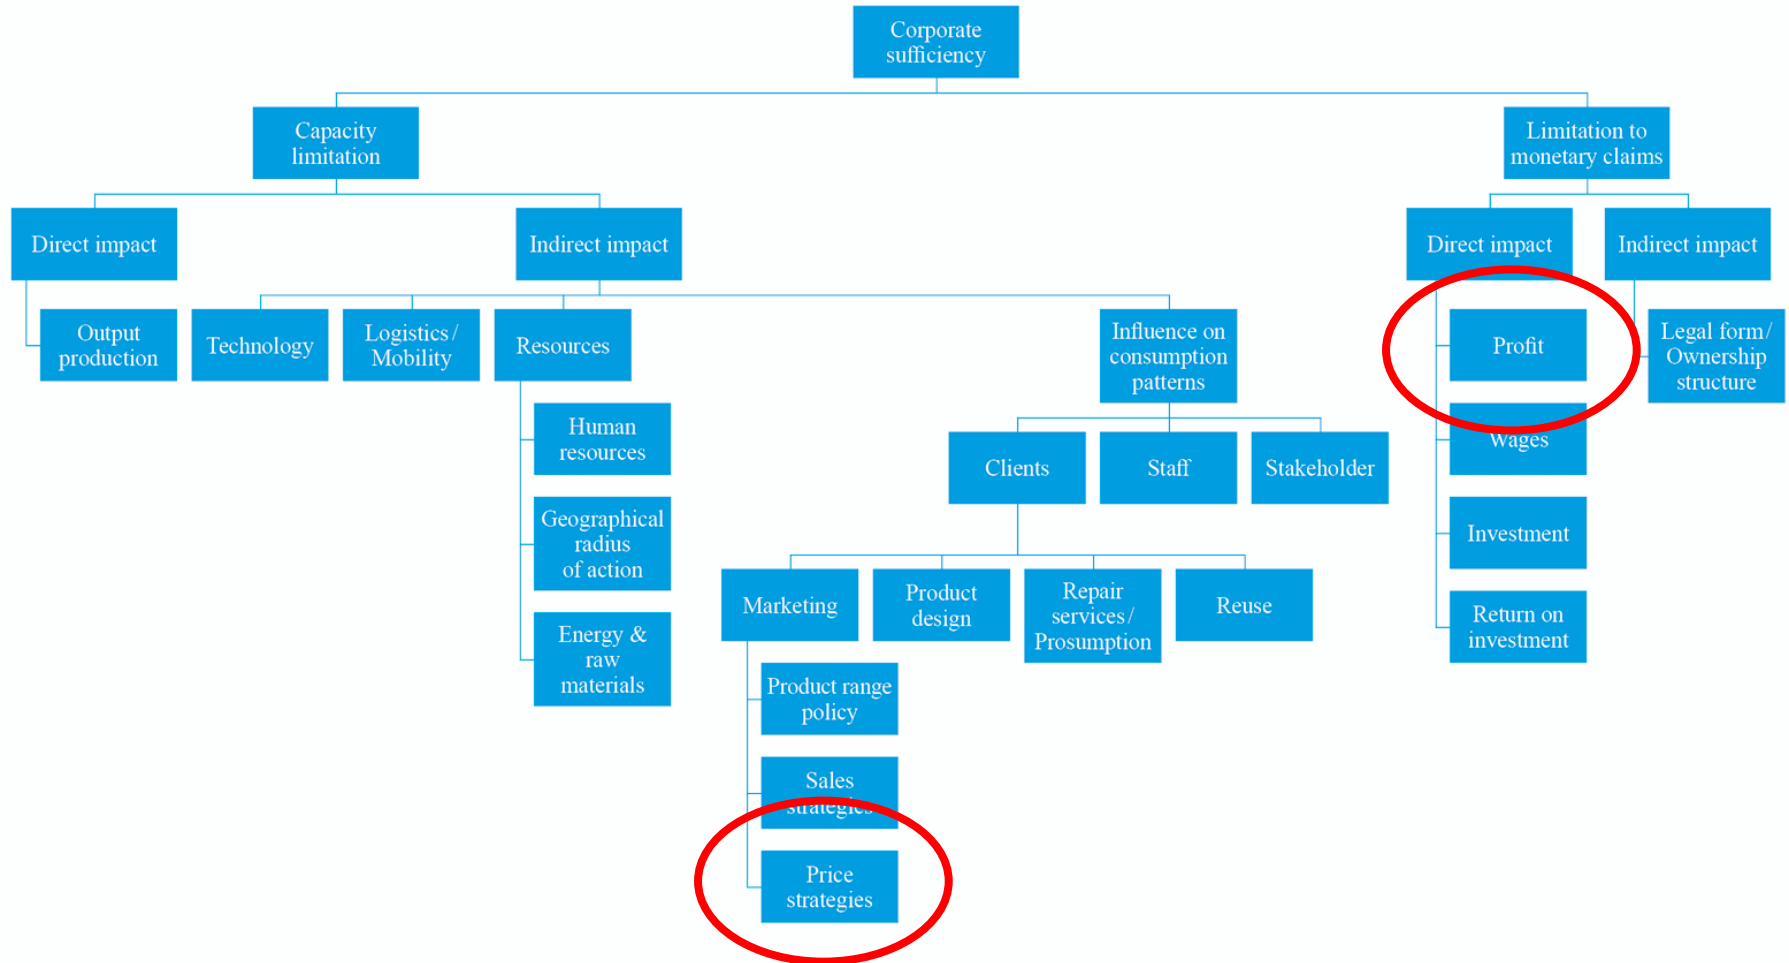 Corporate
sufficiency
Capacity
limitation
Limitation to
monetary claims
Direct impact
Indirect impact
Direct impact
Indirect impact
Output
production
Technology
Logistics /
Mobility
Resources
Influence on
consumption
patterns
Profit
Legal form /
Ownership
structure
Human
resources
Clients
Staff
Stakeholder
Wages
Geographical
radius
of action
Investment
Marketing
Product
design
Repair
services /
Prosumption
Reuse
Return on
investment
Energy &
raw
materials
Product range
policy
Sales
strategies
Price
strategies